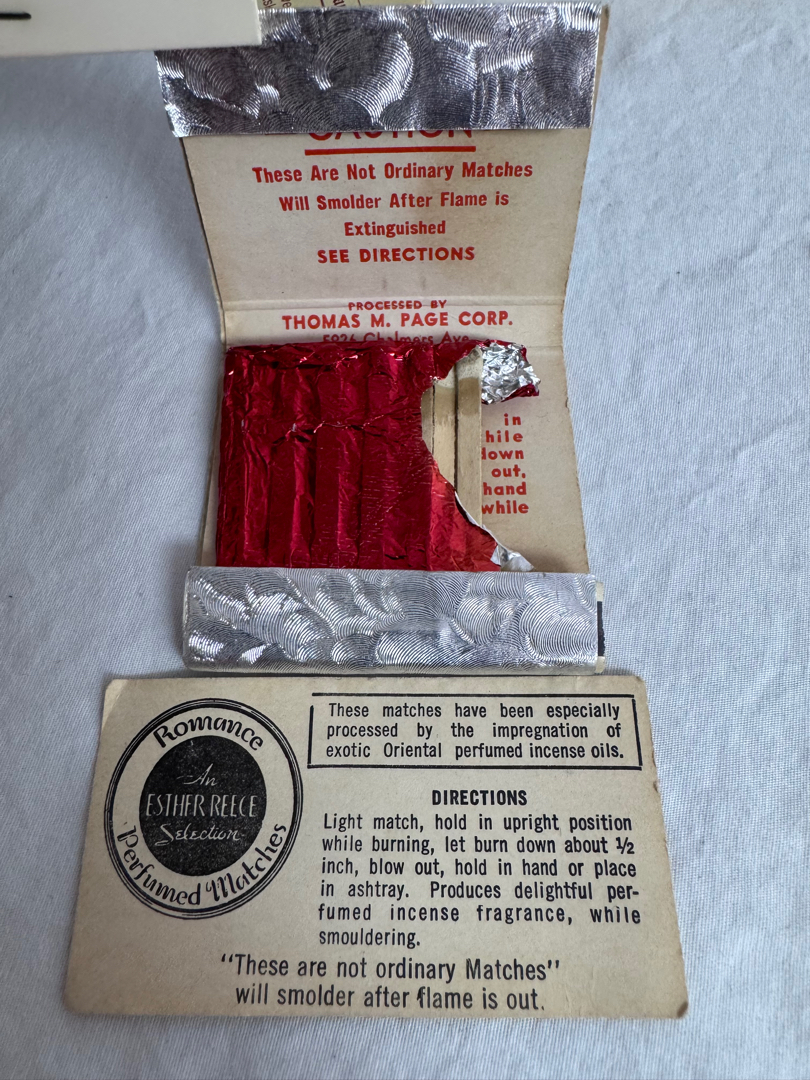 CAUTION
These Are Not Ordinary Matches
Will Smolder After Flame is
Extinguished
SEE DIRECTIONS
PROCESSED BY
THOMAS M. PAGE CORP.
5926 Chalmers Ave.
in
hile
down
out,
hand
while
Romance
An
ESTHER REECE
Selection
Perfumed Matches
These matches have been especially
processed by the impregnation of
exotic Oriental perfumed incense oils.
DIRECTIONS
Light match, hold in upright position
while burning, let burn down about ½
inch, blow out, hold in hand or place
in ashtray. Produces delightful per-
fumed incense fragrance, while
smouldering.
"These are not ordinary Matches"
will smolder after flame is out.